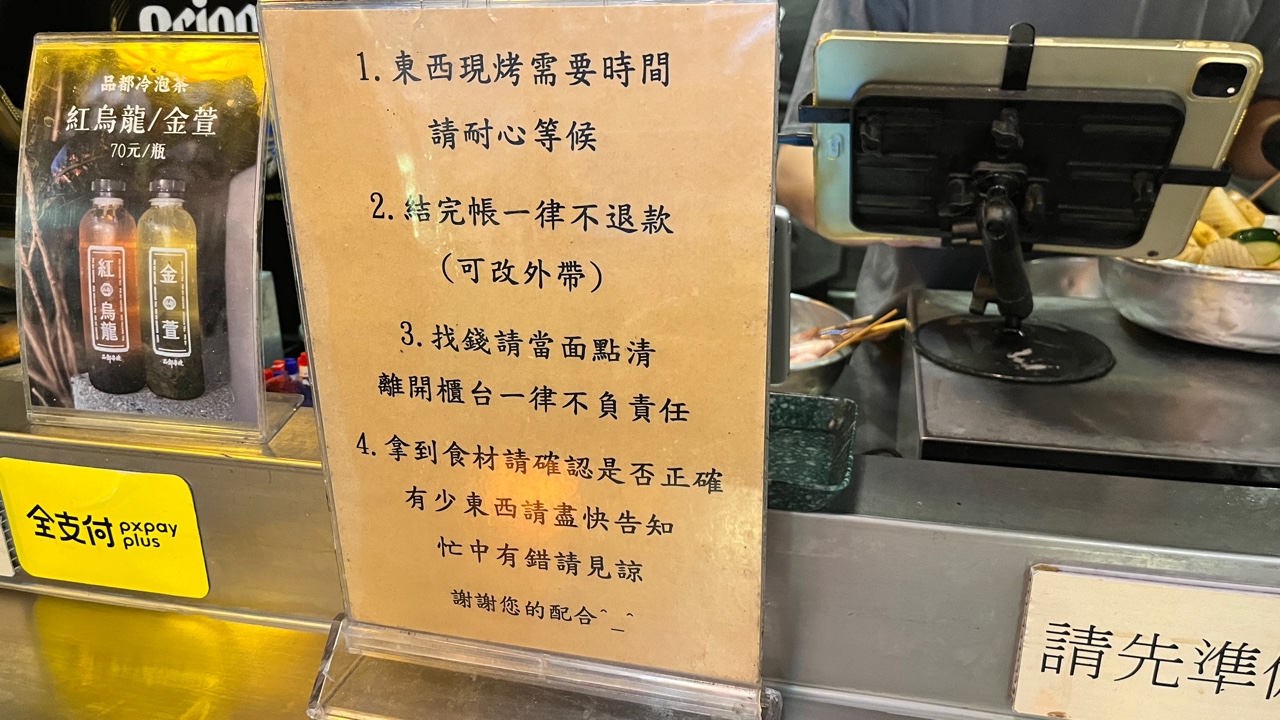 品都冷泡茶
紅烏龍/金萱
70元/瓶
紅烏龍
金萱
全支付 pxpay plus
1.東西現烤需要時間
請耐心等候
2.結完帳一律不退款
(可改外帶)
3.找錢請當面點清
離開櫃台一律不負責任
4.拿到食材請確認是否正確
有少東西請盡快告知
忙中有錯請見諒
謝謝您的配合^_^
請先準